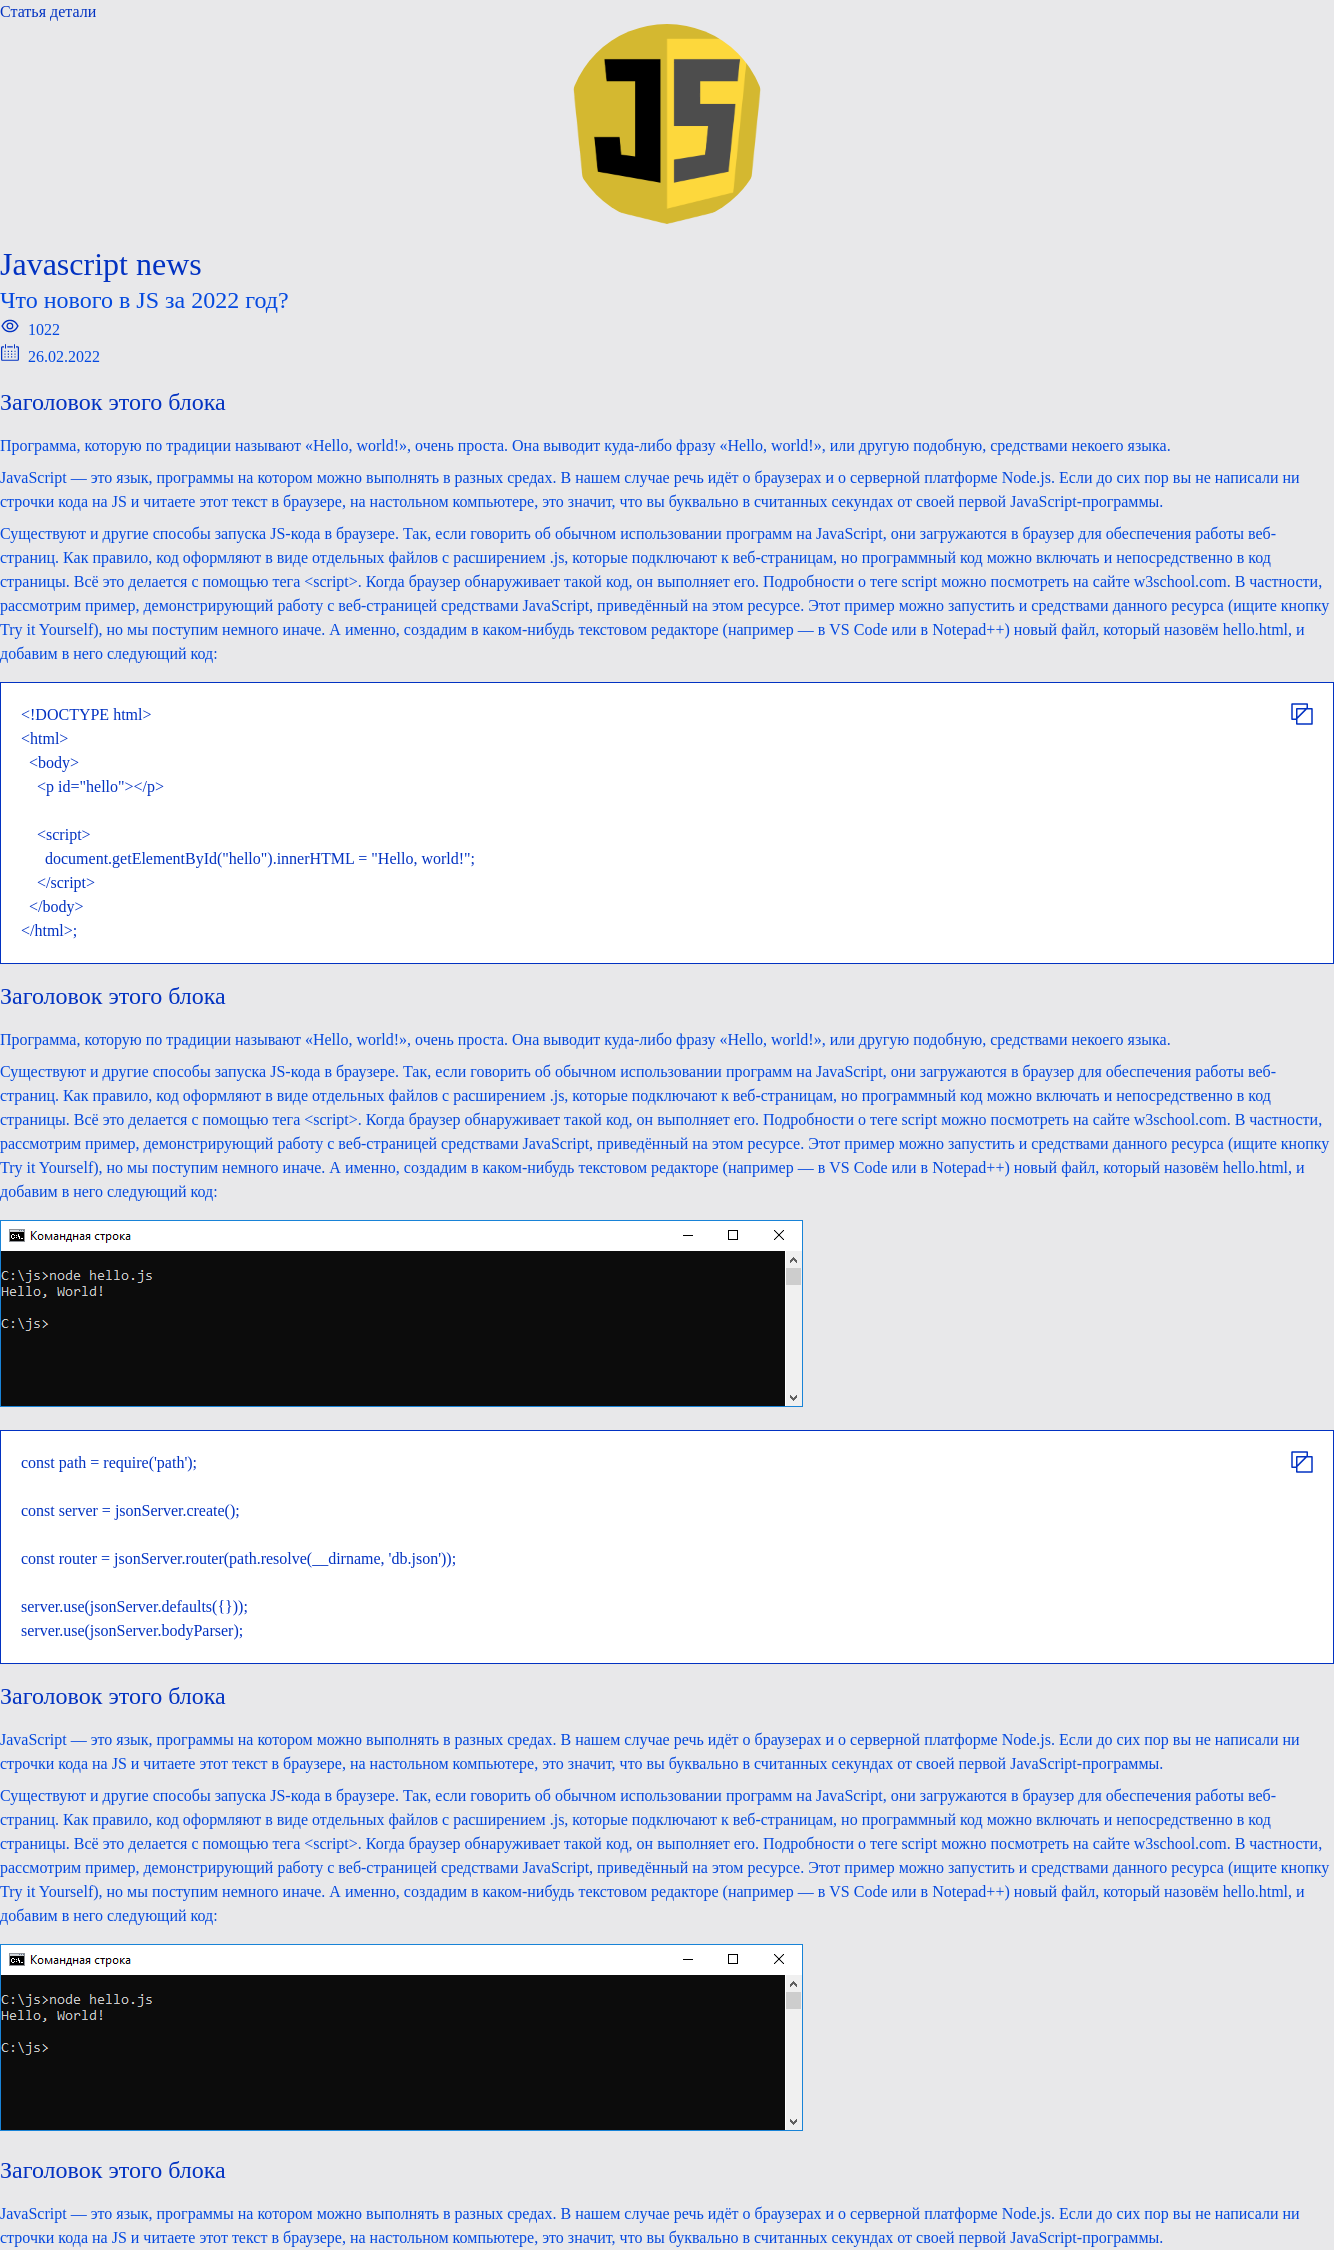 Статья детали
JS
Javascript news
Что нового в JS за 2022 год?
1022
26.02.2022
Заголовок этого блока
Программа, которую по традиции называют «Hello, world!», очень проста. Она выводит куда-либо фразу «Hello, world!», или другую подобную, средствами некоего языка.
JavaScript — это язык, программы на котором можно выполнять в разных средах. В нашем случае речь идёт о браузерах и о серверной платформе Node.js. Если до сих пор вы не написали ни
строчки кода на JS и читаете этот текст в браузере, на настольном компьютере, это значит, что вы буквально в считанных секундах от своей первой JavaScript-программы.
Существуют и другие способы запуска JS-кода в браузере. Так, если говорить об обычном использовании программ на JavaScript, они загружаются в браузер для обеспечения работы веб-
страниц. Как правило, код оформляют в виде отдельных файлов с расширением .js, которые подключают к веб-страницам, но программный код можно включать и непосредственно в код
страницы. Всё это делается с помощью тега <script>. Когда браузер обнаруживает такой код, он выполняет его. Подробности о теге script можно посмотреть на сайте w3school.com. В частности,
рассмотрим пример, демонстрирующий работу с веб-страницей средствами JavaScript, приведённый на этом ресурсе. Этот пример можно запустить и средствами данного ресурса (ищите кнопку
Try it Yourself), но мы поступим немного иначе. А именно, создадим в каком-нибудь текстовом редакторе (например — в VS Code или в Notepad++) новый файл, который назовём hello.html, и
добавим в него следующий код:
<!DOCTYPE html>
<html>
  <body>
    <p id="hello"></p>
    <script>
      document.getElementById("hello").innerHTML = "Hello, world!";
    </script>
  </body>
</html>;
Заголовок этого блока
Программа, которую по традиции называют «Hello, world!», очень проста. Она выводит куда-либо фразу «Hello, world!», или другую подобную, средствами некоего языка.
Существуют и другие способы запуска JS-кода в браузере. Так, если говорить об обычном использовании программ на JavaScript, они загружаются в браузер для обеспечения работы веб-
страниц. Как правило, код оформляют в виде отдельных файлов с расширением .js, которые подключают к веб-страницам, но программный код можно включать и непосредственно в код
страницы. Всё это делается с помощью тега <script>. Когда браузер обнаруживает такой код, он выполняет его. Подробности о теге script можно посмотреть на сайте w3school.com. В частности,
рассмотрим пример, демонстрирующий работу с веб-страницей средствами JavaScript, приведённый на этом ресурсе. Этот пример можно запустить и средствами данного ресурса (ищите кнопку
Try it Yourself), но мы поступим немного иначе. А именно, создадим в каком-нибудь текстовом редакторе (например — в VS Code или в Notepad++) новый файл, который назовём hello.html, и
добавим в него следующий код:
Командная строка
C:\js>node hello.js
Hello, World!
C:\js>
const path = require('path');
const server = jsonServer.create();
const router = jsonServer.router(path.resolve(__dirname, 'db.json'));
server.use(jsonServer.defaults({}));
server.use(jsonServer.bodyParser);
Заголовок этого блока
JavaScript — это язык, программы на котором можно выполнять в разных средах. В нашем случае речь идёт о браузерах и о серверной платформе Node.js. Если до сих пор вы не написали ни
строчки кода на JS и читаете этот текст в браузере, на настольном компьютере, это значит, что вы буквально в считанных секундах от своей первой JavaScript-программы.
Существуют и другие способы запуска JS-кода в браузере. Так, если говорить об обычном использовании программ на JavaScript, они загружаются в браузер для обеспечения работы веб-
страниц. Как правило, код оформляют в виде отдельных файлов с расширением .js, которые подключают к веб-страницам, но программный код можно включать и непосредственно в код
страницы. Всё это делается с помощью тега <script>. Когда браузер обнаруживает такой код, он выполняет его. Подробности о теге script можно посмотреть на сайте w3school.com. В частности,
рассмотрим пример, демонстрирующий работу с веб-страницей средствами JavaScript, приведённый на этом ресурсе. Этот пример можно запустить и средствами данного ресурса (ищите кнопку
Try it Yourself), но мы поступим немного иначе. А именно, создадим в каком-нибудь текстовом редакторе (например — в VS Code или в Notepad++) новый файл, который назовём hello.html, и
добавим в него следующий код:
Командная строка
C:\js>node hello.js
Hello, World!
C:\js>
Заголовок этого блока
JavaScript — это язык, программы на котором можно выполнять в разных средах. В нашем случае речь идёт о браузерах и о серверной платформе Node.js. Если до сих пор вы не написали ни
строчки кода на JS и читаете этот текст в браузере, на настольном компьютере, это значит, что вы буквально в считанных секундах от своей первой JavaScript-программы.